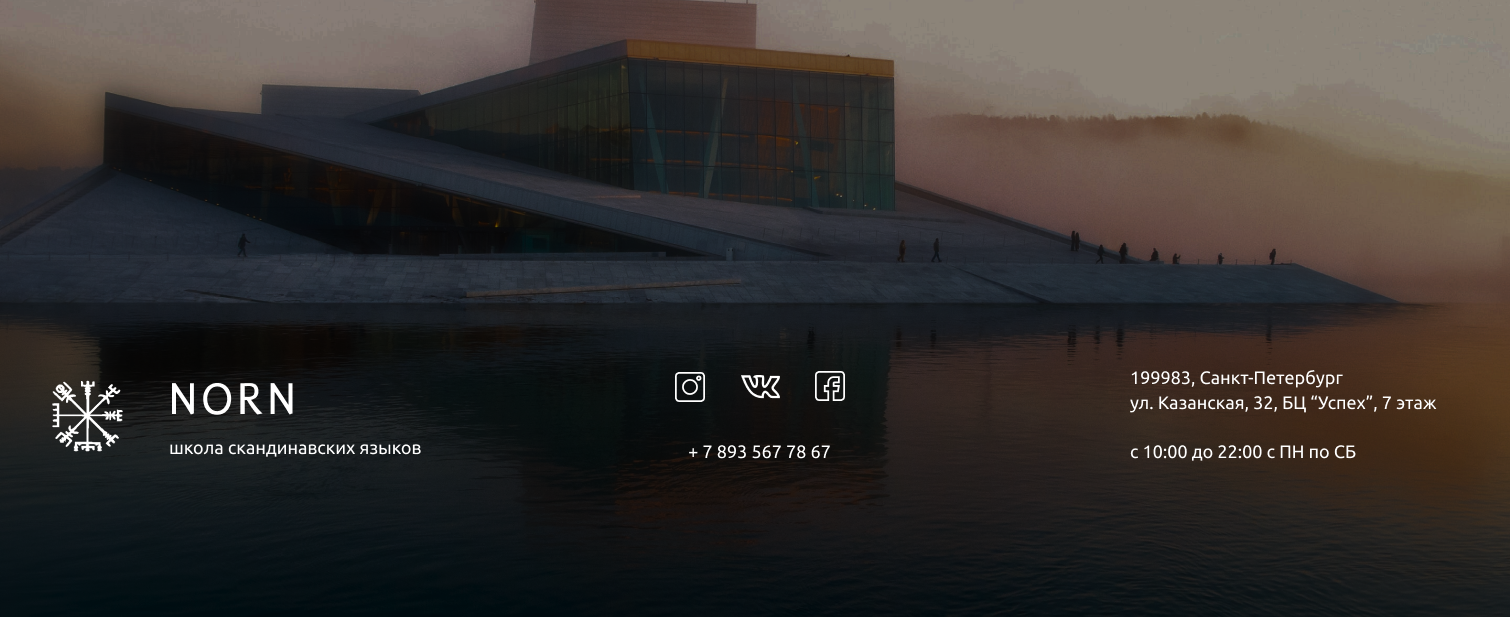 NORN
школа скандинавских языков
+ 7 893 567 78 67
199983, Санкт-Петербург
ул. Казанская, 32, БЦ “Успех”, 7 этаж
с 10:00 до 22:00 с ПН по СБ